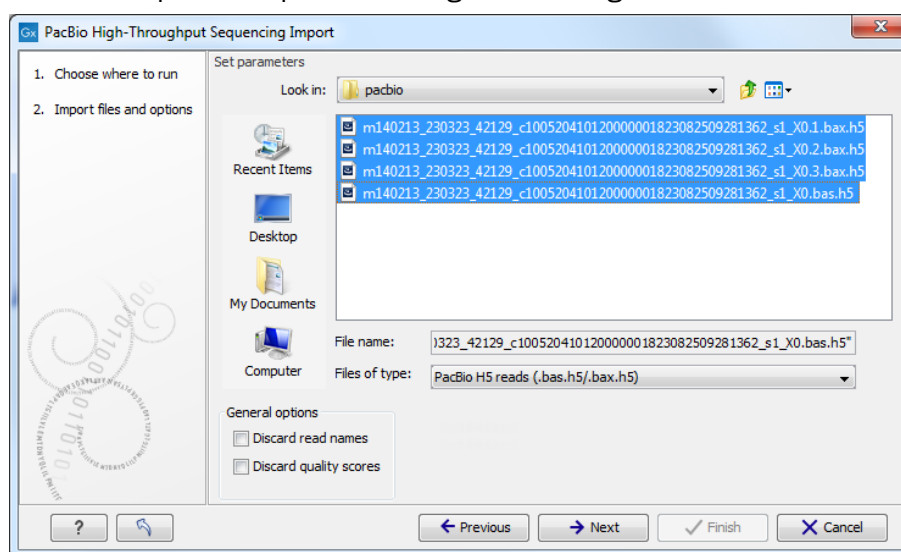 Gx PacBio High-Throughput Sequencing Import
1. Choose where to run
2. Import files and options
Set parameters
Look in: pacbio
m140213_230323_42129_c100520410120000001823082509281362_s1_X0.1.bax.h5
m140213_230323_42129_c100520410120000001823082509281362_s1_X0.2.bax.h5
m140213_230323_42129_c100520410120000001823082509281362_s1_X0.3.bax.h5
m140213_230323_42129_c100520410120000001823082509281362_s1_X0.bas.h5
Recent Items
Desktop
My Documents
Computer
File name: )323_42129_c100520410120000001823082509281362_s1_X0.bas.h5"
Files of type: PacBio H5 reads (.bas.h5/.bax.h5)
General options
Discard read names
Discard quality scores
? Previous Next Finish Cancel